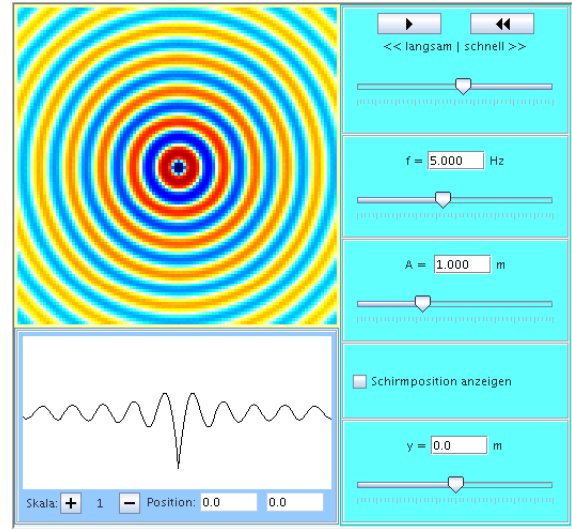 << langsam | schnell >>
f = 5.000 Hz
A = 1.000 m
Schirmposition anzeigen
y = 0.0 m
Skala: + 1 − Position: 0.0 0.0